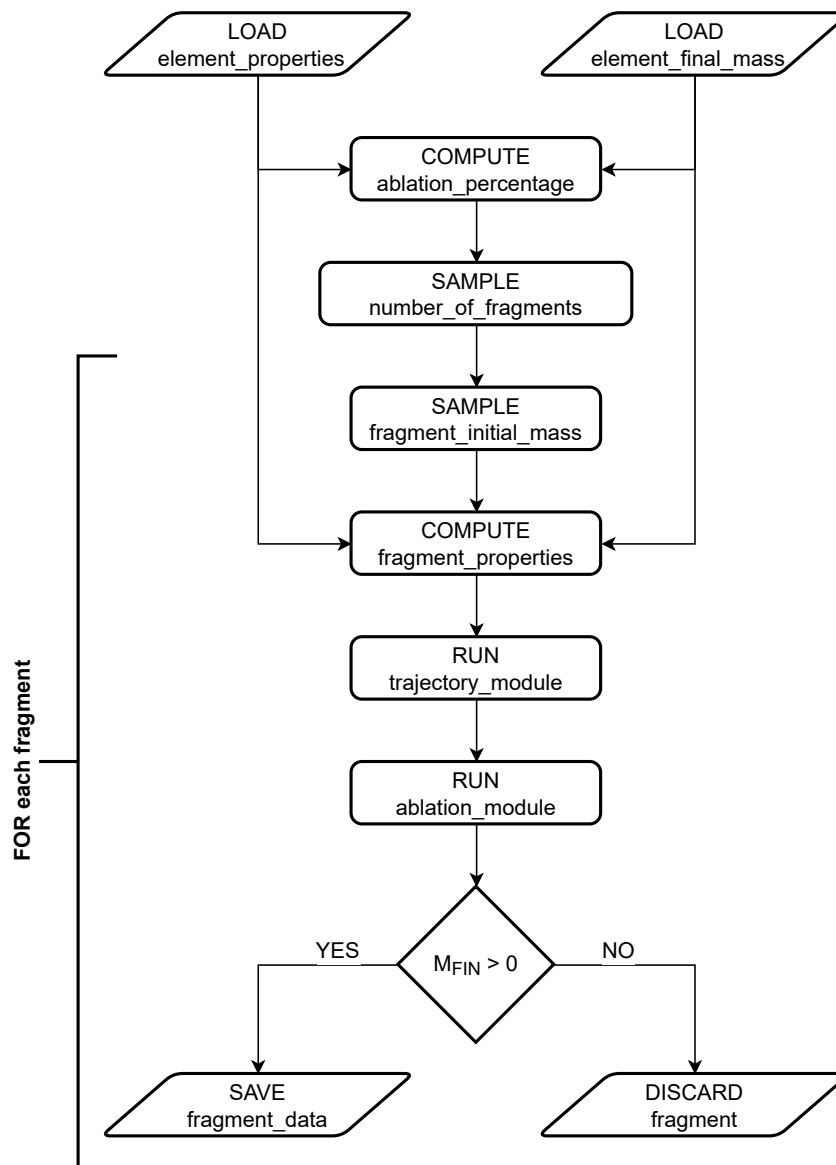 LOAD
element_properties
LOAD
element_final_mass
COMPUTE
ablation_percentage
SAMPLE
number_of_fragments
SAMPLE
fragment_initial_mass
COMPUTE
fragment_properties
RUN
trajectory_module
RUN
ablation_module
FOR each fragment
YES
M_FIN > 0
NO
SAVE
fragment_data
DISCARD
fragment